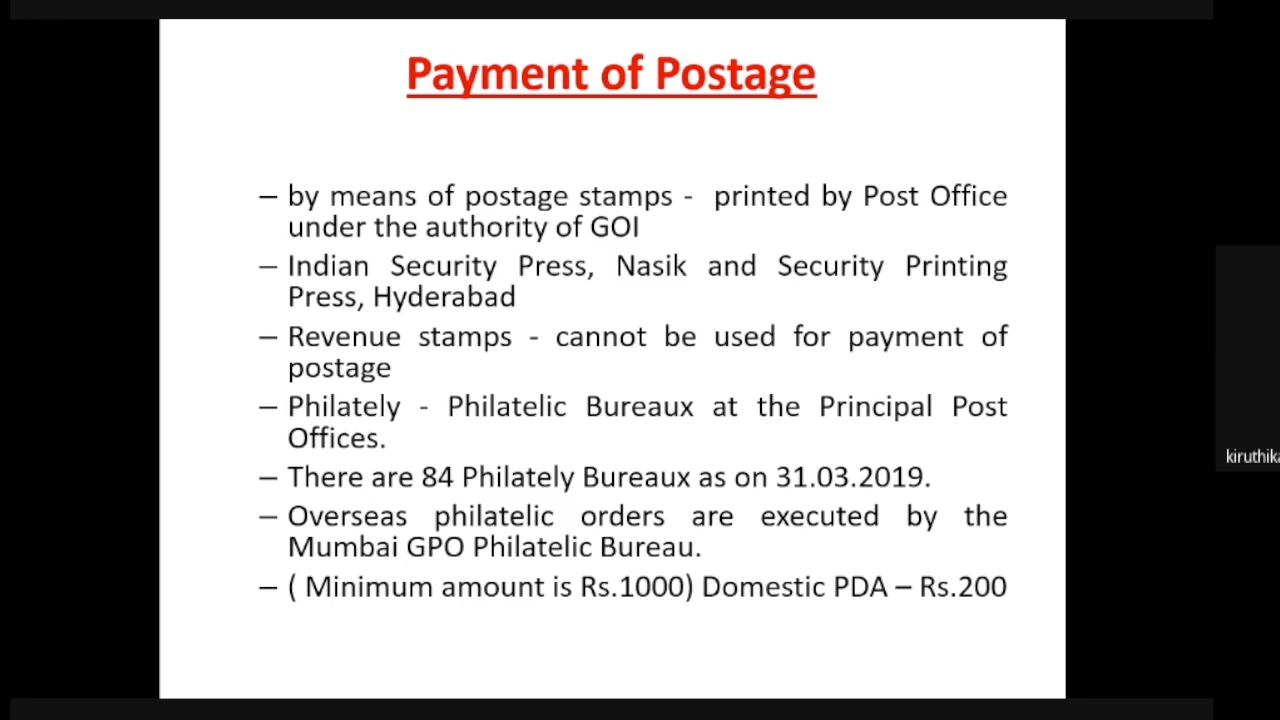 Payment of Postage
– by means of postage stamps - printed by Post Office
under the authority of GOI
– Indian Security Press, Nasik and Security Printing
Press, Hyderabad
– Revenue stamps - cannot be used for payment of
postage
– Philately - Philatelic Bureaux at the Principal Post
Offices.
– There are 84 Philately Bureaux as on 31.03.2019.
– Overseas philatelic orders are executed by the
Mumbai GPO Philatelic Bureau.
– ( Minimum amount is Rs.1000) Domestic PDA – Rs.200
kiruthika